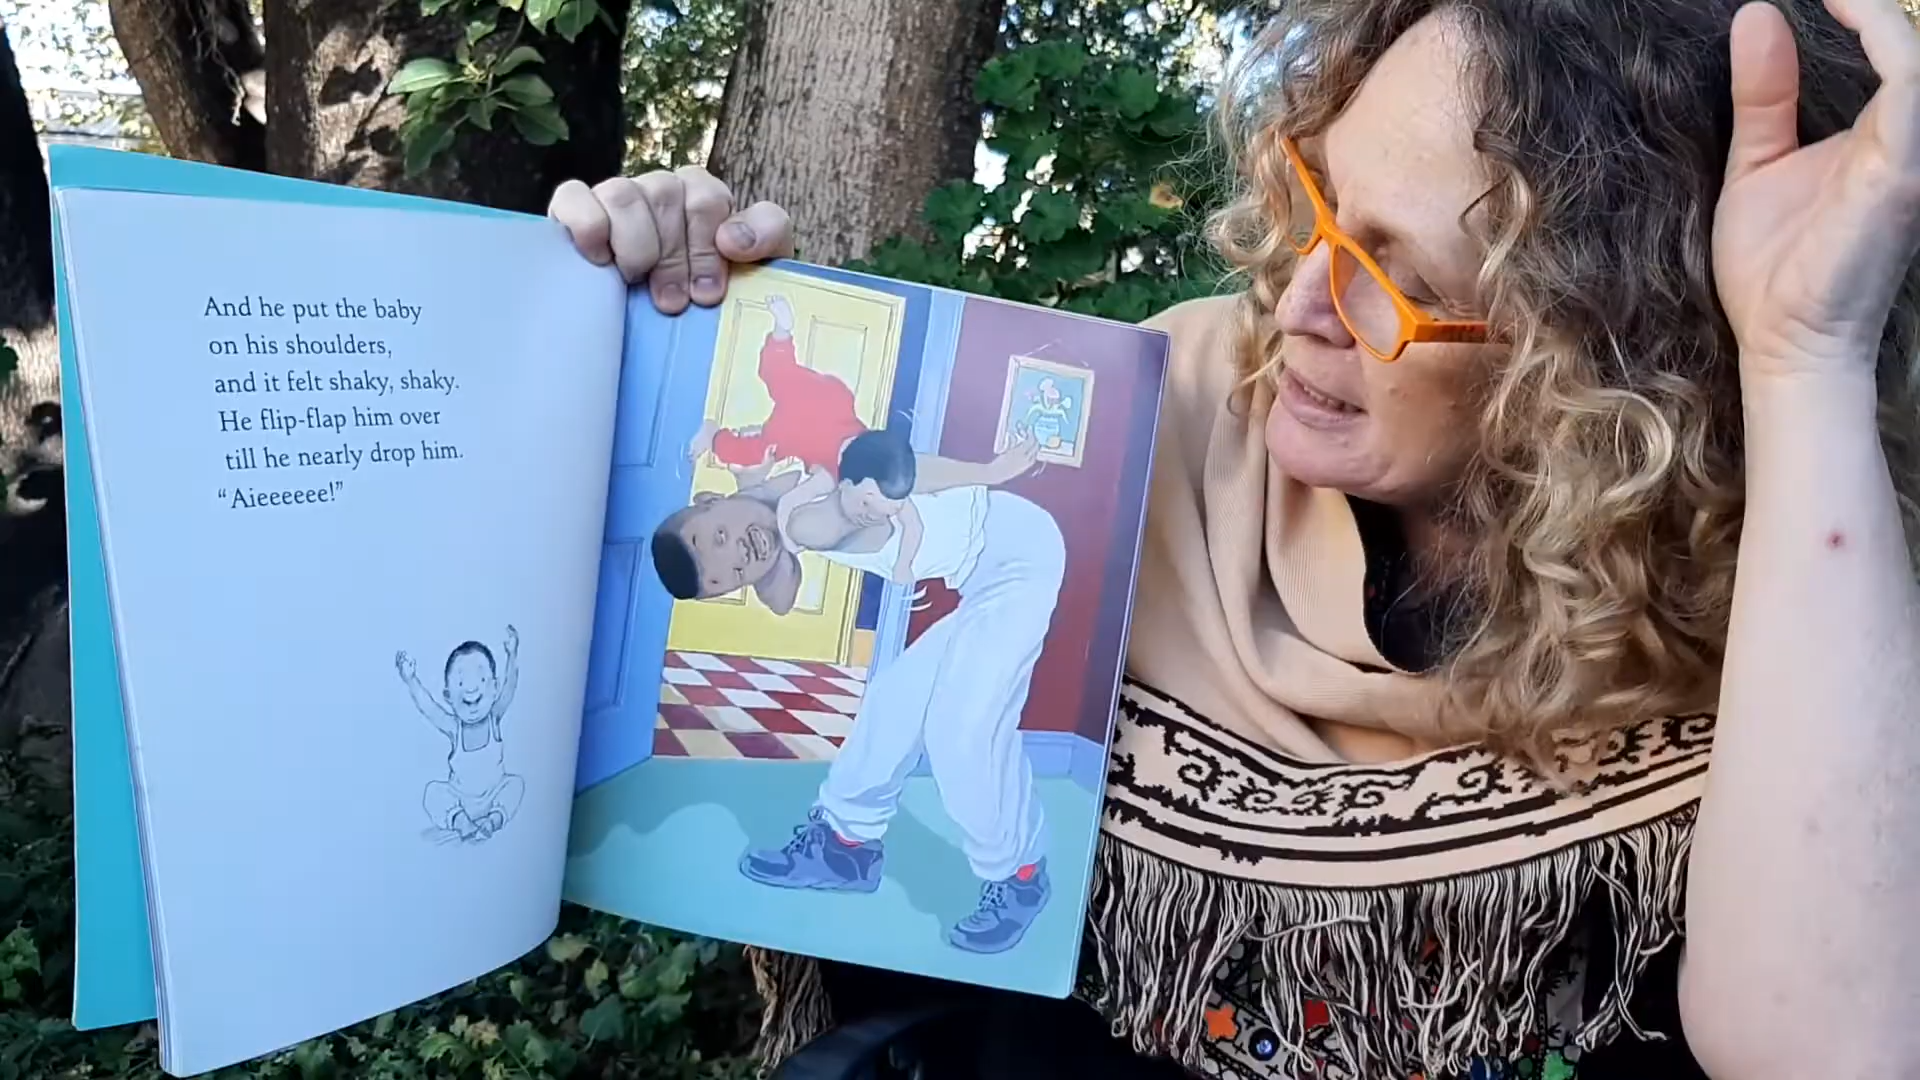 And he put the baby
on his shoulders,
and it felt shaky, shaky.
He flip-flap him over
till he nearly drop him.
“Aieeeeee!”